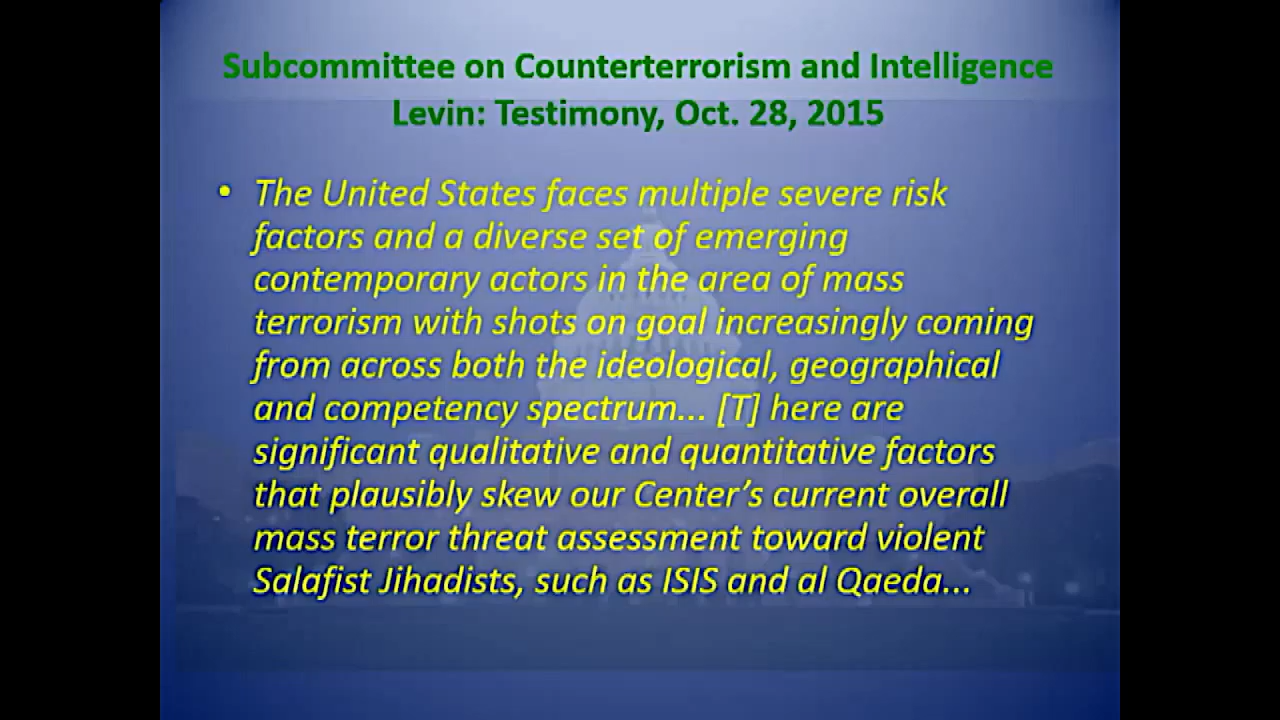 Subcommittee on Counterterrorism and Intelligence
Levin: Testimony, Oct. 28, 2015
• The United States faces multiple severe risk
factors and a diverse set of emerging
contemporary actors in the area of mass
terrorism with shots on goal increasingly coming
from across both the ideological, geographical
and competency spectrum... [T] here are
significant qualitative and quantitative factors
that plausibly skew our Center’s current overall
mass terror threat assessment toward violent
Salafist Jihadists, such as ISIS and al Qaeda...